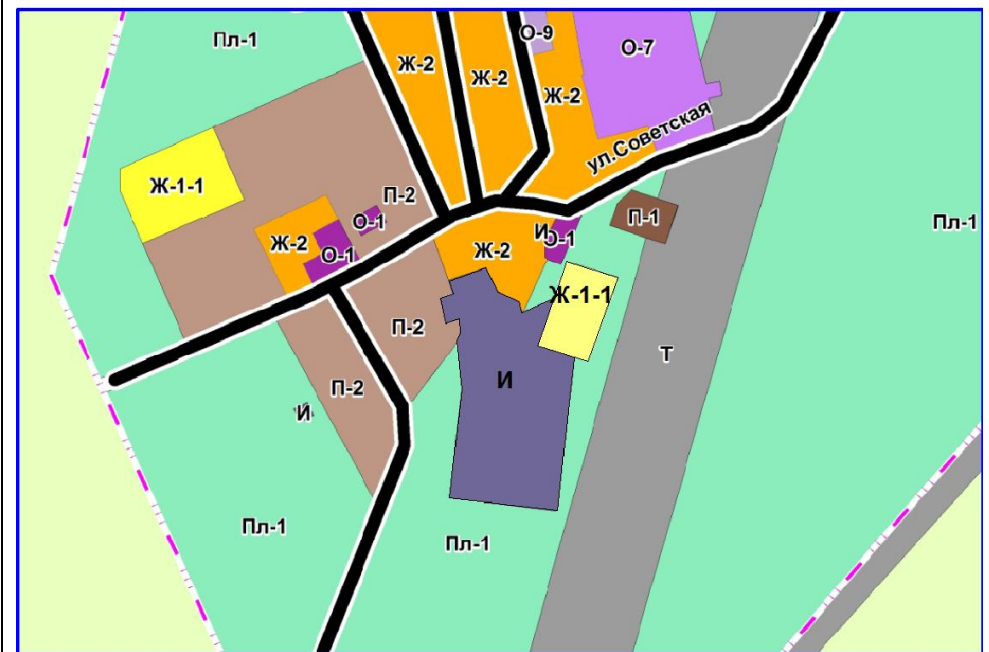 Пл-1
О-9
О-7
Ж-2
Ж-2
Ж-2
ул.Советская
Ж-1-1
П-2
О-1
П-1
Пл-1
Ж-2
О-1
Ж-2
И
О-1
Ж-1-1
П-2
Т
И
П-2
И
Пл-1
Пл-1